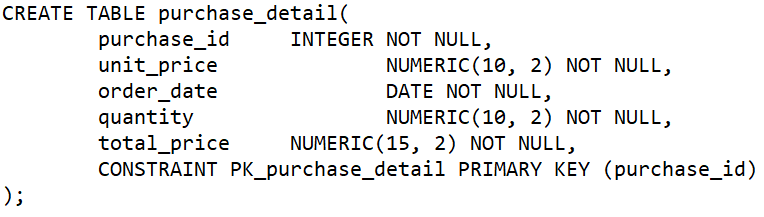 CREATE TABLE purchase_detail(
purchase_id INTEGER NOT NULL,
unit_price NUMERIC(10, 2) NOT NULL,
order_date DATE NOT NULL,
quantity NUMERIC(10, 2) NOT NULL,
total_price NUMERIC(15, 2) NOT NULL,
CONSTRAINT PK_purchase_detail PRIMARY KEY (purchase_id)
);